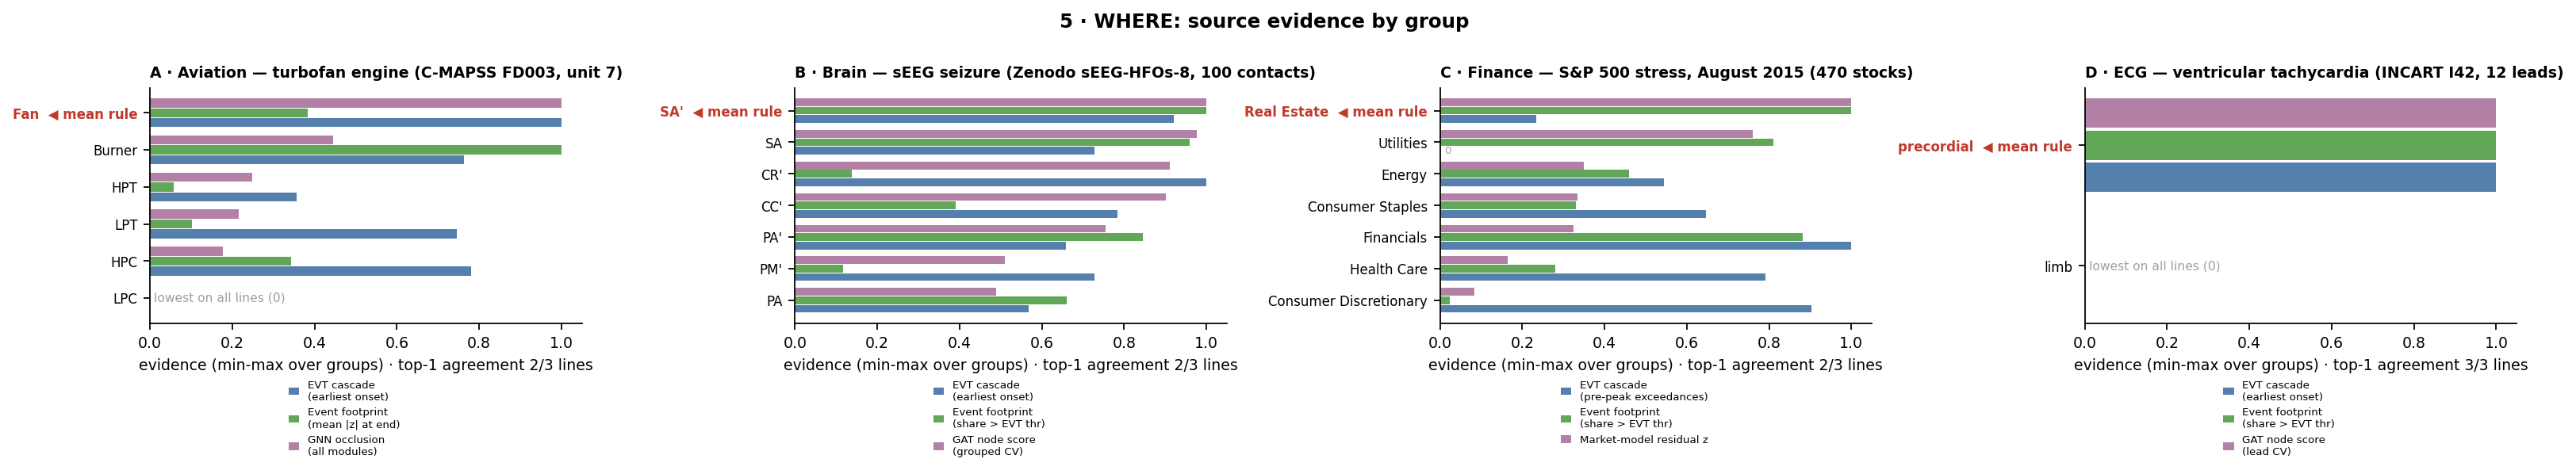 5 · WHERE: source evidence by group
A · Aviation — turbofan engine (C-MAPSS FD003, unit 7)
Fan ◀ mean rule
Burner
HPT
LPT
HPC
LPC
lowest on all lines (0)
0.0 0.2 0.4 0.6 0.8 1.0
evidence (min-max over groups) · top-1 agreement 2/3 lines
EVT cascade
(earliest onset)
Event footprint
(mean |z| at end)
GNN occlusion
(all modules)
B · Brain — sEEG seizure (Zenodo sEEG-HFOs-8, 100 contacts)
SA' ◀ mean rule
SA
CR'
CC'
PA'
PM'
PA
0.0 0.2 0.4 0.6 0.8 1.0
evidence (min-max over groups) · top-1 agreement 2/3 lines
EVT cascade
(earliest onset)
Event footprint
(share > EVT thr)
GAT node score
(grouped CV)
C · Finance — S&P 500 stress, August 2015 (470 stocks)
Real Estate ◀ mean rule
Utilities
0
Energy
Consumer Staples
Financials
Health Care
Consumer Discretionary
0.0 0.2 0.4 0.6 0.8 1.0
evidence (min-max over groups) · top-1 agreement 2/3 lines
EVT cascade
(pre-peak exceedances)
Event footprint
(share > EVT thr)
Market-model residual z
D · ECG — ventricular tachycardia (INCART I42, 12 leads)
precordial ◀ mean rule
limb
lowest on all lines (0)
0.0 0.2 0.4 0.6 0.8 1.0
evidence (min-max over groups) · top-1 agreement 3/3 lines
EVT cascade
(earliest onset)
Event footprint
(share > EVT thr)
GAT node score
(lead CV)